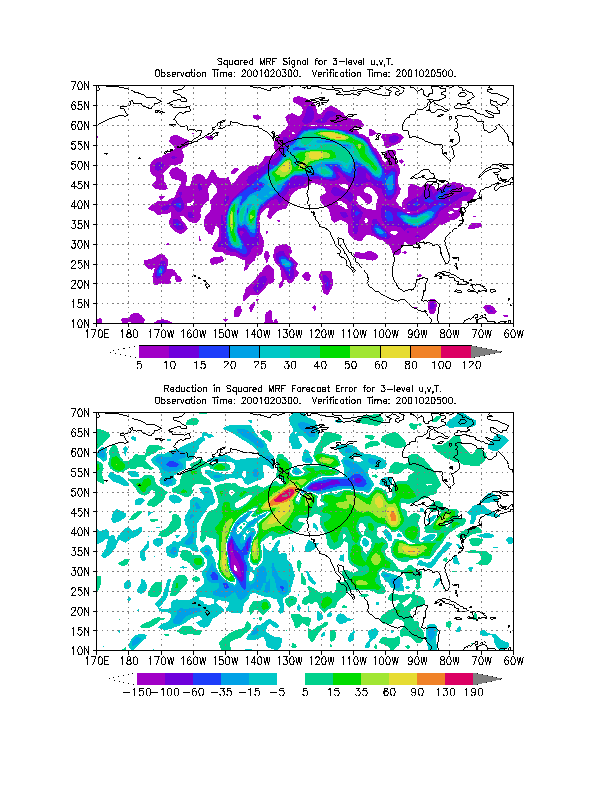 Squared MRF Signal for 3-level u,v,T.
Observation Time: 2001020300.  Verification Time: 2001020500.
70N
65N
60N
55N
50N
45N
40N
35N
30N
25N
20N
15N
10N
170E 180 170W 160W 150W 140W 130W 120W 110W 100W 90W 80W 70W 60W
5 10 15 20 25 30 40 50 60 80 100 120
Reduction in Squared MRF Forecast Error for 3-level u,v,T.
Observation Time: 2001020300.  Verification Time: 2001020500.
70N
65N
60N
55N
50N
45N
40N
35N
30N
25N
20N
15N
10N
170E 180 170W 160W 150W 140W 130W 120W 110W 100W 90W 80W 70W 60W
-150 -100 -60 -35 -15 -5 5 15 35 60 90 130 190